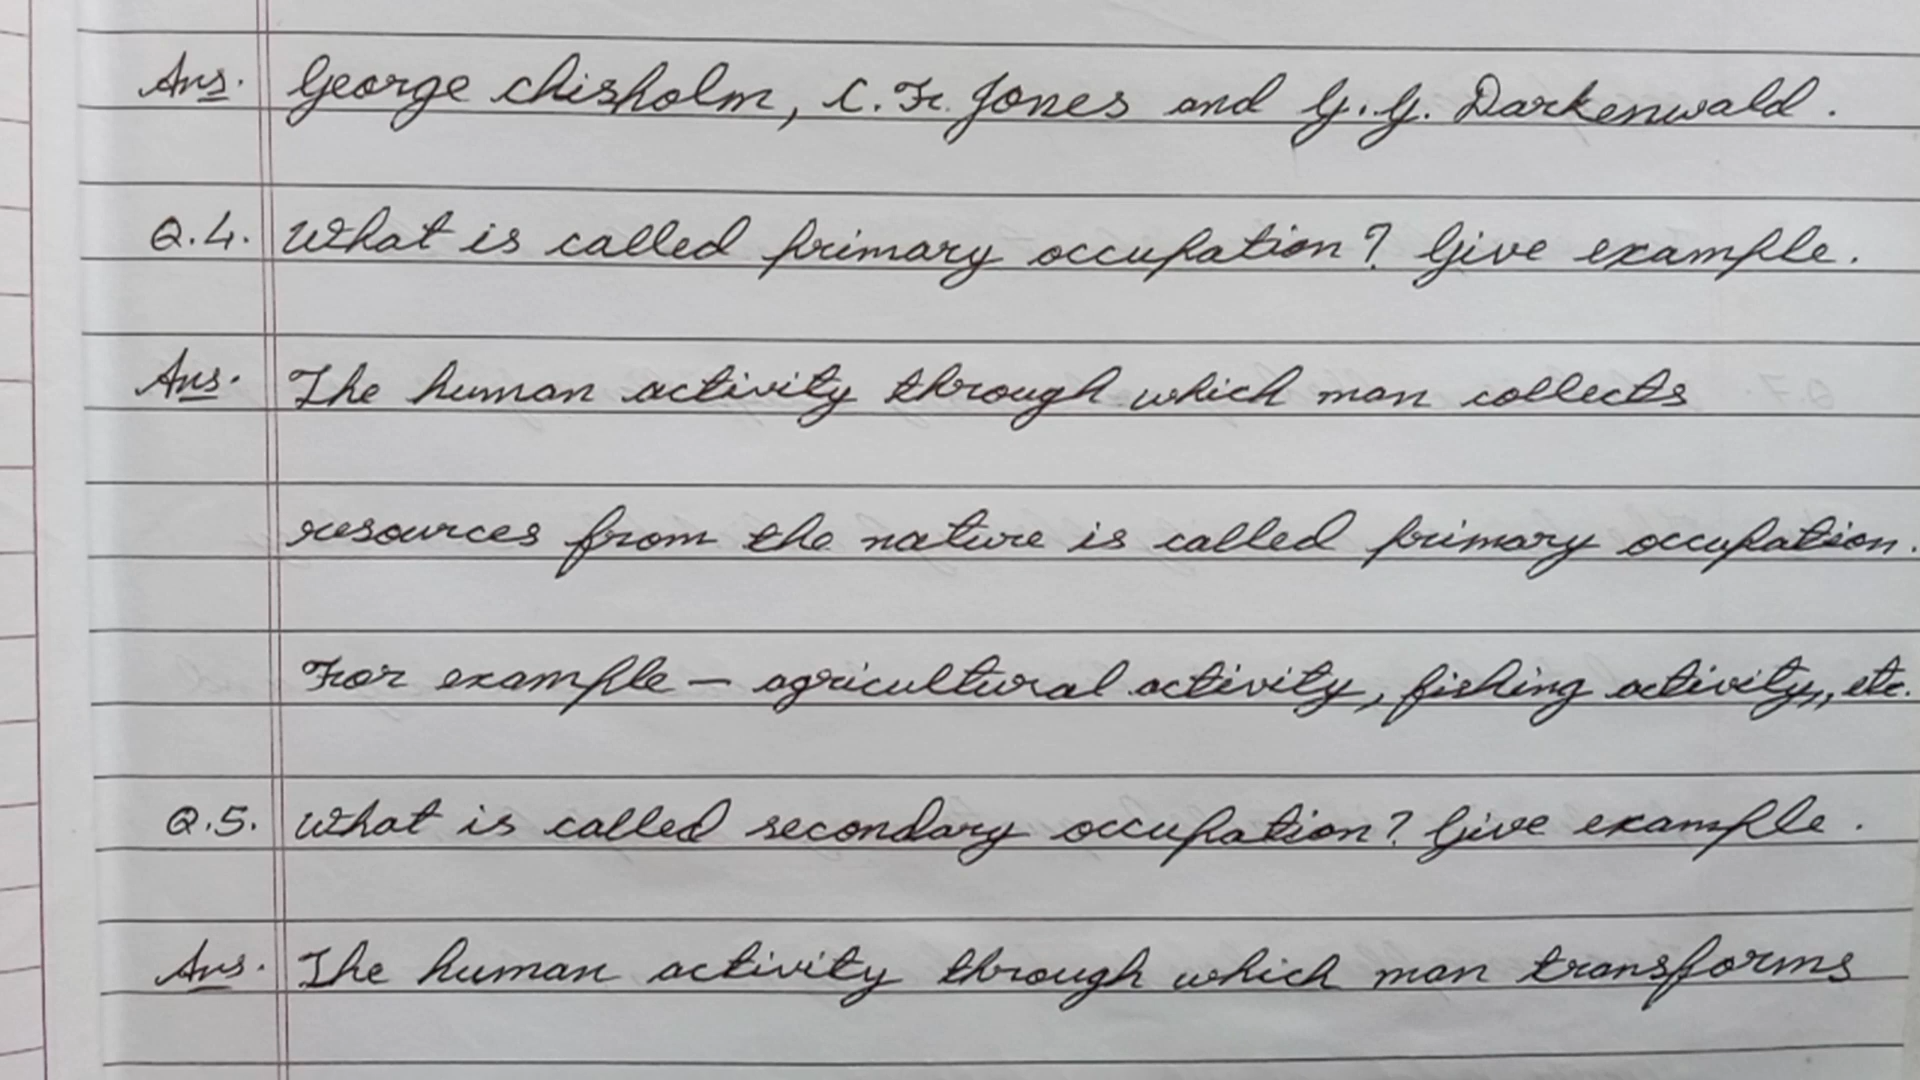 Ans. George chisholm, C. F. Jones and G. G. Darkenwald.
Q.4. What is called primary occupation? Give example.
Ans. The human activity through which man collects
resources from the nature is called primary occupation.
For example - agricultural activity, fishing activity, etc.
Q.5. What is called secondary occupation? Give example.
Ans. The human activity through which man transforms